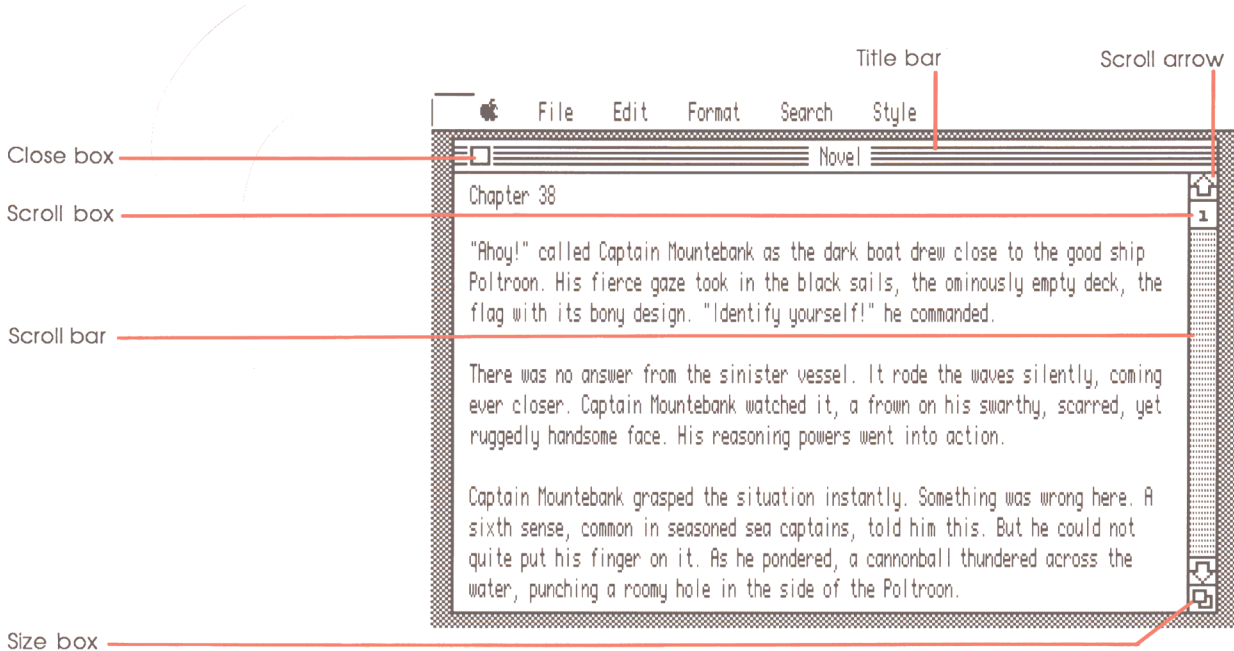 Title bar Scroll arrow
File Edit Format Search Style
Close box
Novel
Chapter 38
Scroll box
1
"Ahoy!" called Captain Mountebank as the dark boat drew close to the good ship
Poltroon. His fierce gaze took in the black sails, the ominously empty deck, the
flag with its bony design. "Identify yourself!" he commanded.
Scroll bar
There was no answer from the sinister vessel. It rode the waves silently, coming
ever closer. Captain Mountebank watched it, a frown on his swarthy, scarred, yet
ruggedly handsome face. His reasoning powers went into action.
Captain Mountebank grasped the situation instantly. Something was wrong here. A
sixth sense, common in seasoned sea captains, told him this. But he could not
quite put his finger on it. As he pondered, a cannonball thundered across the
water, punching a roomy hole in the side of the Poltroon.
Size box